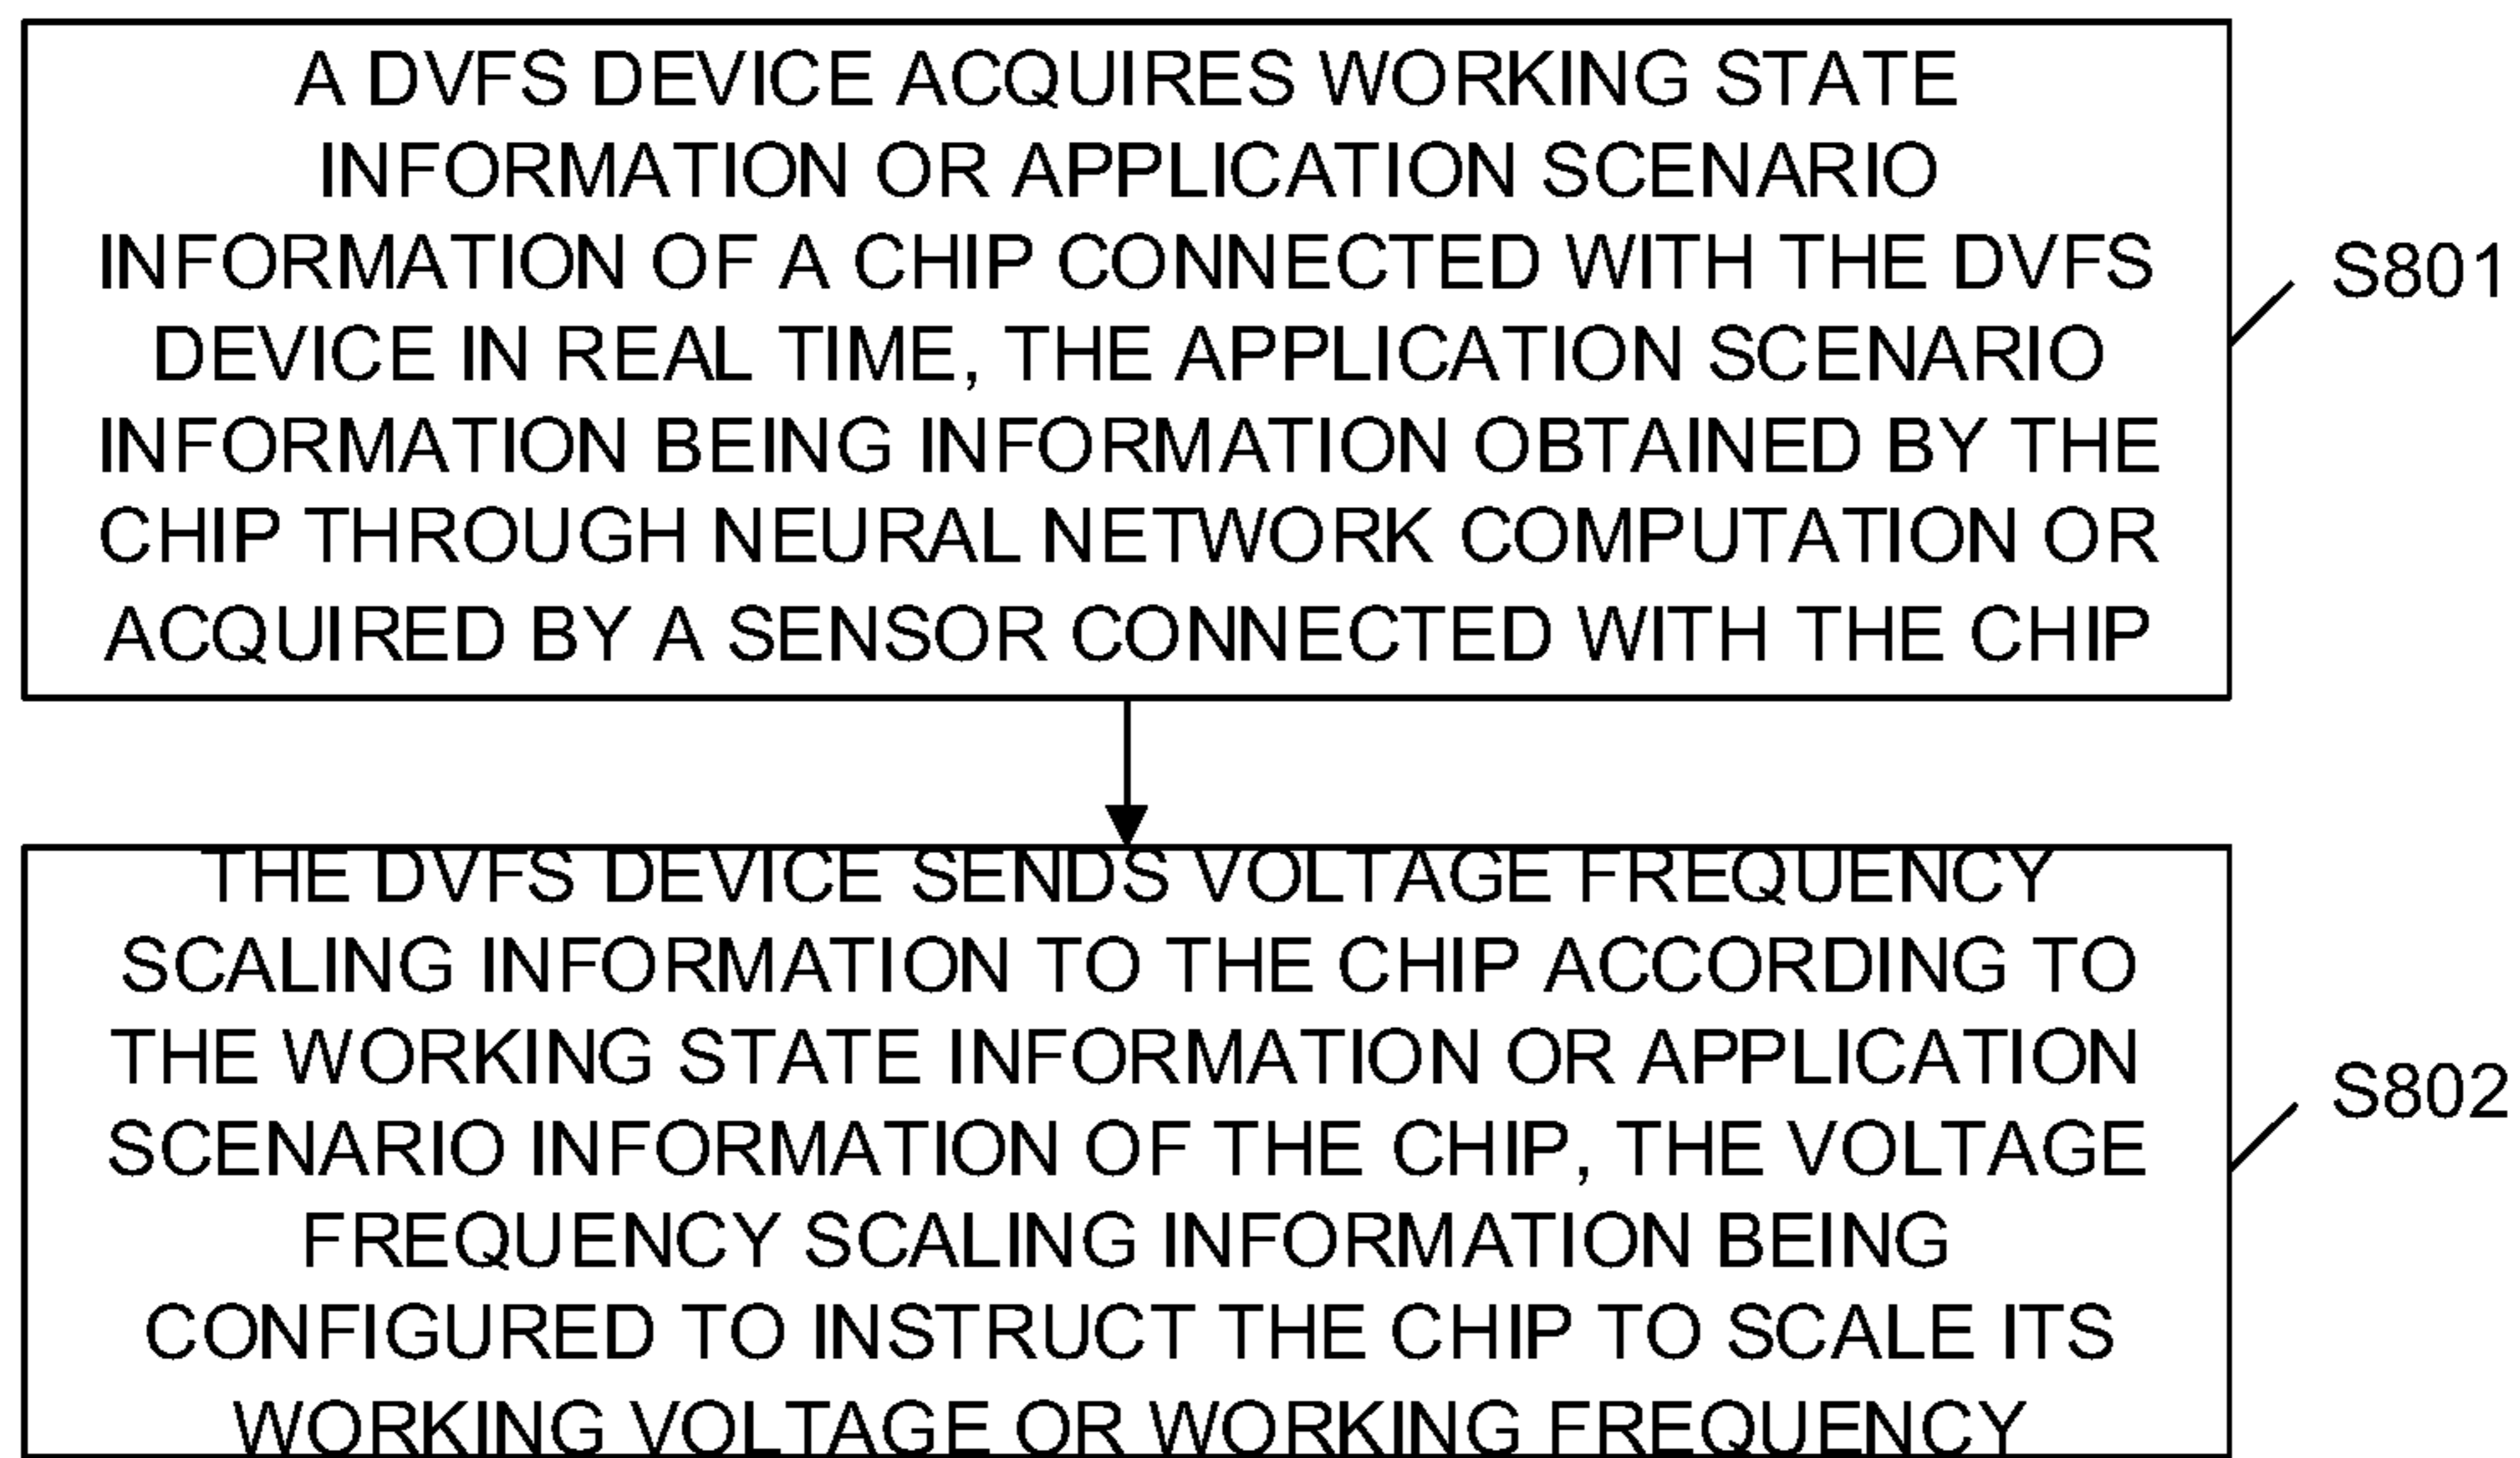 A DVFS DEVICE ACQUIRES WORKING STATE
INFORMATION OR APPLICATION SCENARIO
INFORMATION OF A CHIP CONNECTED WITH THE DVFS
DEVICE IN REAL TIME, THE APPLICATION SCENARIO
INFORMATION BEING INFORMATION OBTAINED BY THE
CHIP THROUGH NEURAL NETWORK COMPUTATION OR
ACQUIRED BY A SENSOR CONNECTED WITH THE CHIP
S801
THE DVFS DEVICE SENDS VOLTAGE FREQUENCY
SCALING INFORMATION TO THE CHIP ACCORDING TO
THE WORKING STATE INFORMATION OR APPLICATION
SCENARIO INFORMATION OF THE CHIP, THE VOLTAGE
FREQUENCY SCALING INFORMATION BEING
CONFIGURED TO INSTRUCT THE CHIP TO SCALE ITS
WORKING VOLTAGE OR WORKING FREQUENCY
S802